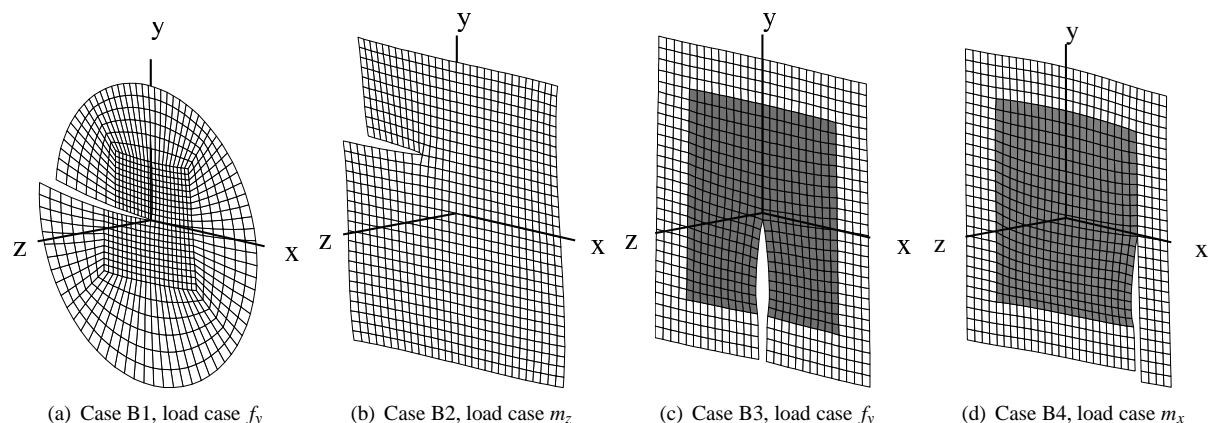 y
z
x
y
z
x
y
z
x
y
z
x
(a) Case B1, load case f_y
(b) Case B2, load case m_z
(c) Case B3, load case f_y
(d) Case B4, load case m_x